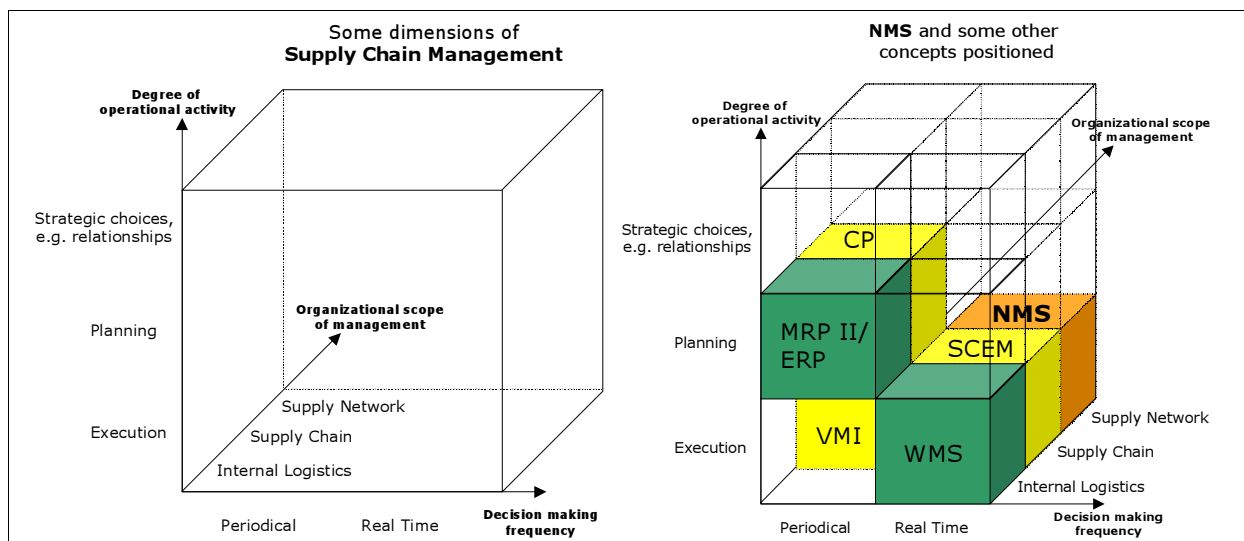 Some dimensions of
Supply Chain Management
Degree of
operational activity
Strategic choices,
e.g. relationships
Planning
Execution
Organizational scope
of management
Supply Network
Supply Chain
Internal Logistics
Periodical
Real Time
Decision making
frequency
NMS and some other
concepts positioned
Degree of
operational activity
Organizational scope
of management
Strategic choices,
e.g. relationships
Planning
Execution
CP
MRP II/
ERP
NMS
SCEM
VMI
WMS
Supply Network
Supply Chain
Internal Logistics
Periodical
Real Time
Decision making
frequency